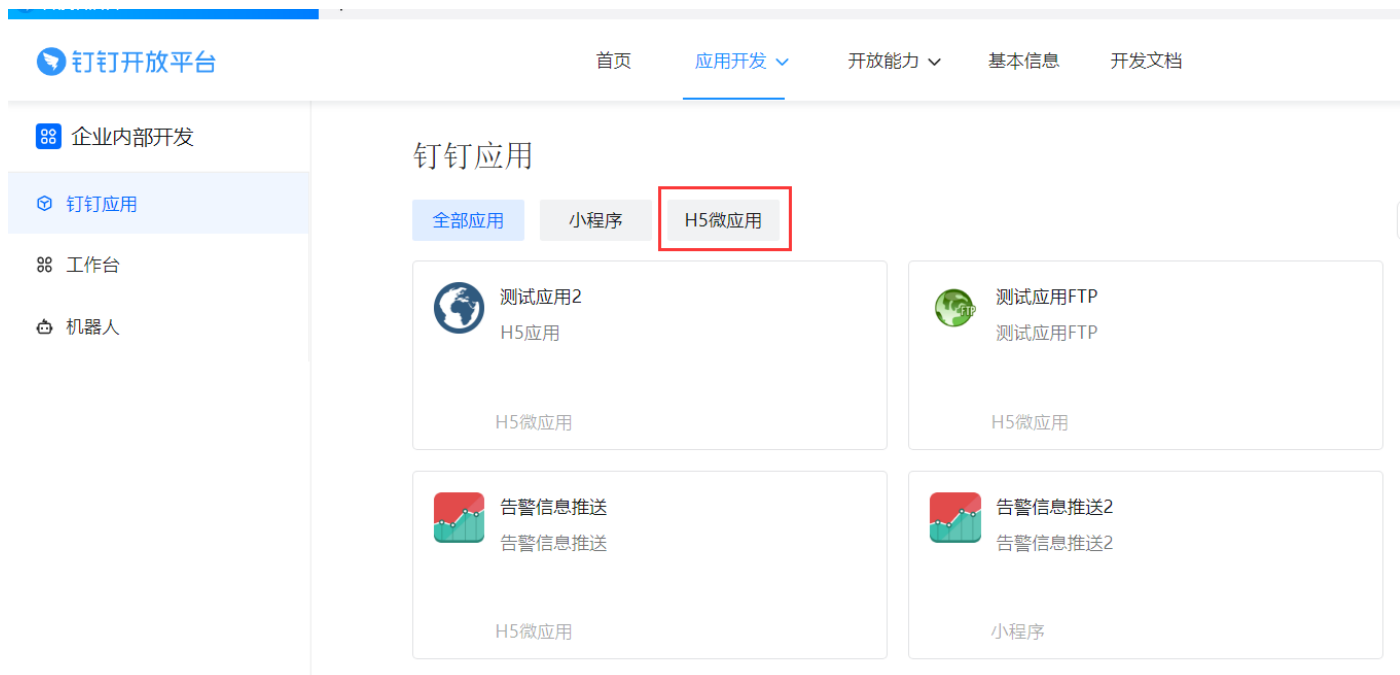 钉钉开放平台
首页 应用开发 开放能力 基本信息 开发文档
企业内部开发
钉钉应用
工作台
机器人
钉钉应用
全部应用 小程序 H5微应用
测试应用2
H5应用
H5微应用
测试应用FTP
测试应用FTP
H5微应用
告警信息推送
告警信息推送
H5微应用
告警信息推送2
告警信息推送2
小程序